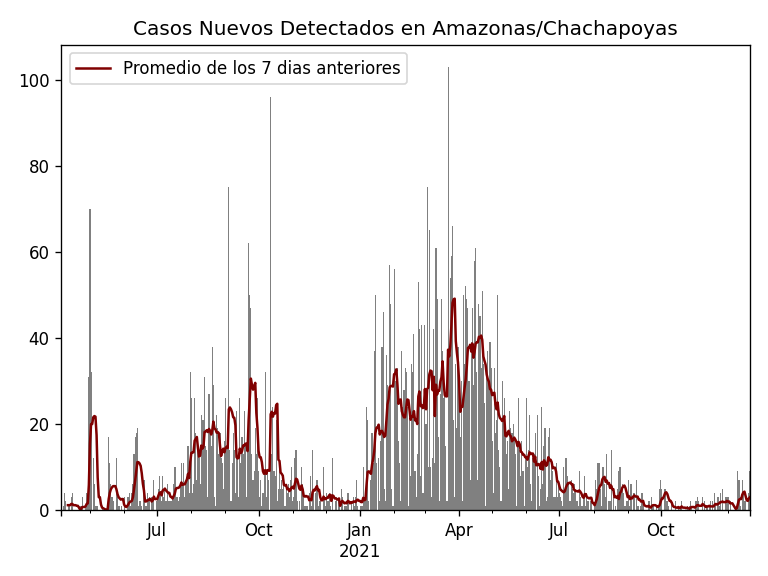 Casos Nuevos Detectados en Amazonas/Chachapoyas
Promedio de los 7 dias anteriores
100
80
60
40
20
0
Jul Oct Jan Apr Jul Oct
2021